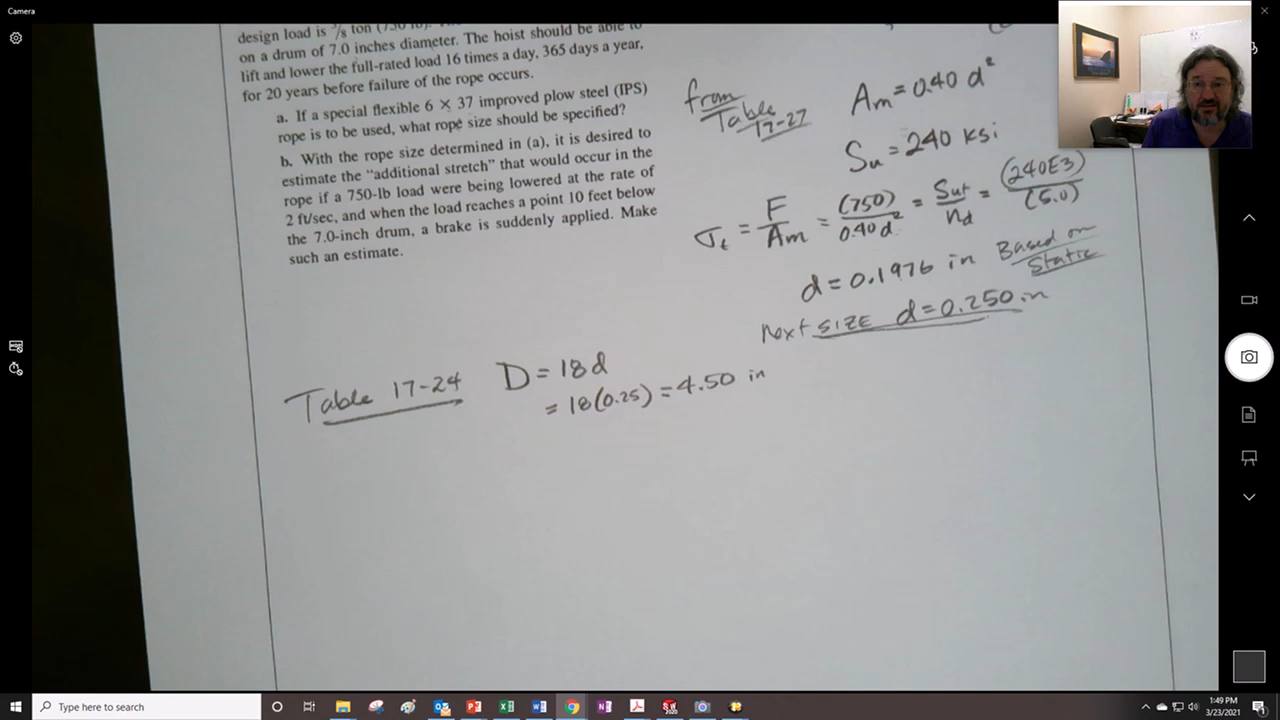 Camera
design load is 3/8 ton (750 lb).
on a drum of 7.0 inches diameter. The hoist should be able to
lift and lower the full-rated load 16 times a day, 365 days a year,
for 20 years before failure of the rope occurs.
a. If a special flexible 6 × 37 improved plow steel (IPS)
rope is to be used, what rope size should be specified?
b. With the rope size determined in (a), it is desired to
estimate the “additional stretch” that would occur in the
rope if a 750-lb load were being lowered at the rate of
2 ft/sec, and when the load reaches a point 10 feet below
the 7.0-inch drum, a brake is suddenly applied. Make
such an estimate.
from
Table
17-27
Am = 0.40 d²
Su = 240 ksi
σt = F/Am = (750)/0.40d² = Sut/nd = (240E3)/(5.0)
d = 0.1976 in Based on
Static
Next SIZE d = 0.250 in
Table 17-24 D = 18d
= 18(0.25) = 4.50 in
Type here to search
1:49 PM
3/23/2021